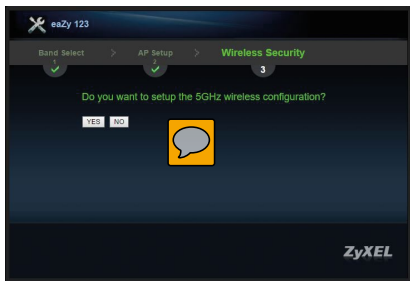 eaZy 123
Band Select > AP Setup > Wireless Security
1 2 3
Do you want to setup the 5GHz wireless configuration?
YES NO
ZyXEL